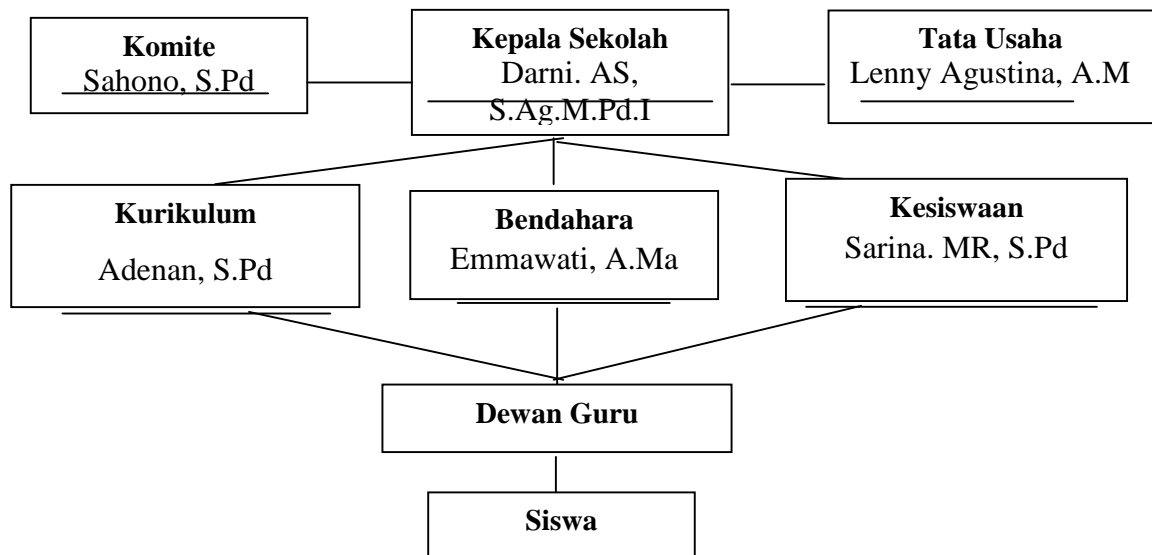 Komite
Sahono, S.Pd
Kepala Sekolah
Darni. AS,
S.Ag.M.Pd.I
Tata Usaha
Lenny Agustina, A.M
Kurikulum
Adenan, S.Pd
Bendahara
Emmawati, A.Ma
Kesiswaan
Sarina. MR, S.Pd
Dewan Guru
Siswa